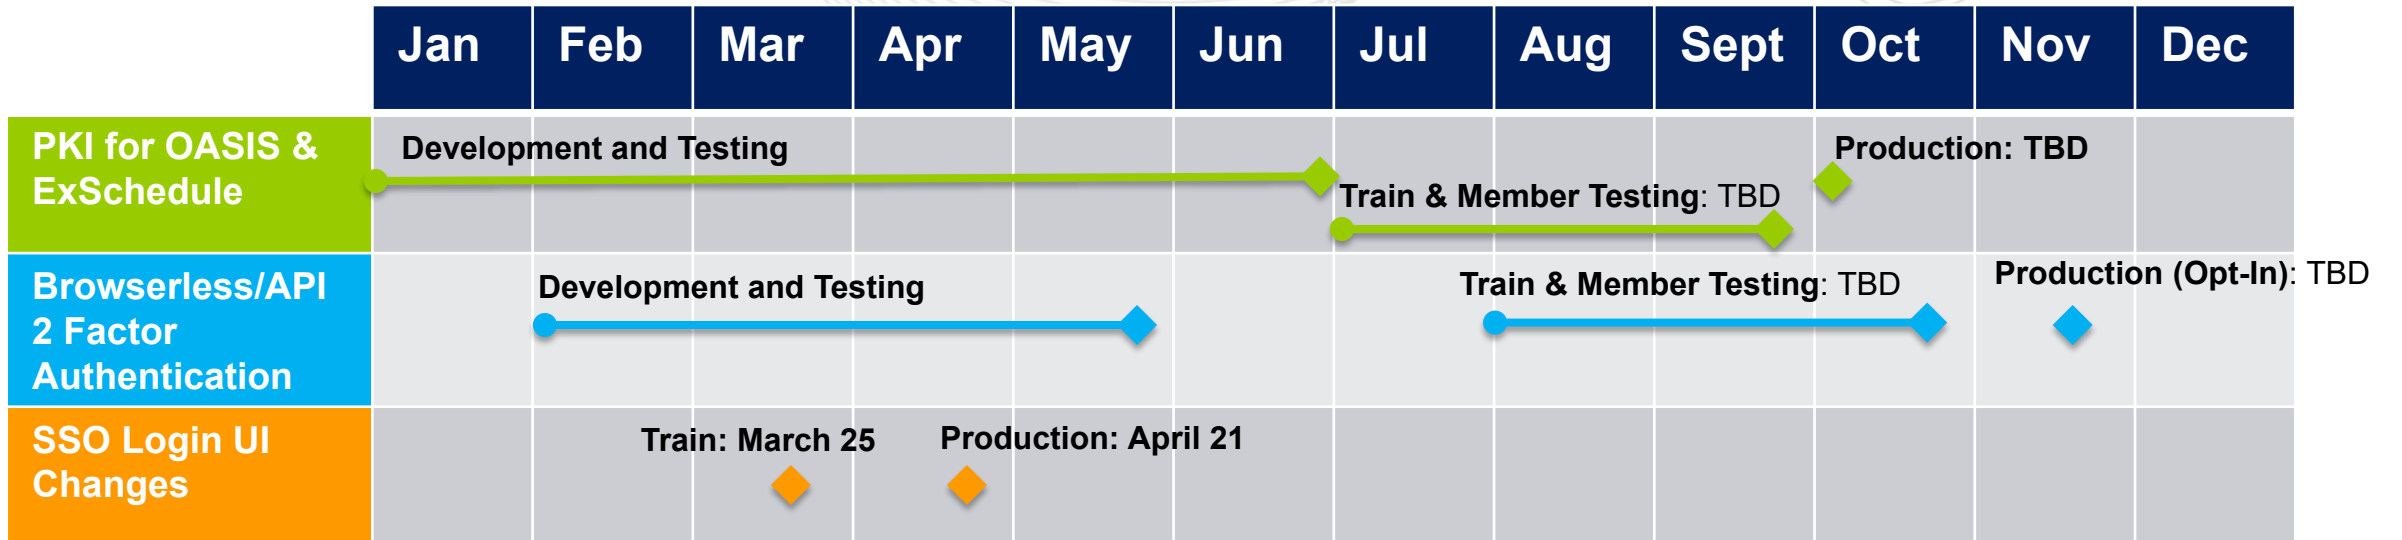 Jan Feb Mar Apr May Jun Jul Aug Sept Oct Nov Dec
PKI for OASIS &
ExSchedule
Development and Testing
Train & Member Testing: TBD
Production: TBD
Browserless/API
2 Factor
Authentication
Development and Testing
Train & Member Testing: TBD
Production (Opt-In): TBD
SSO Login UI
Changes
Train: March 25
Production: April 21